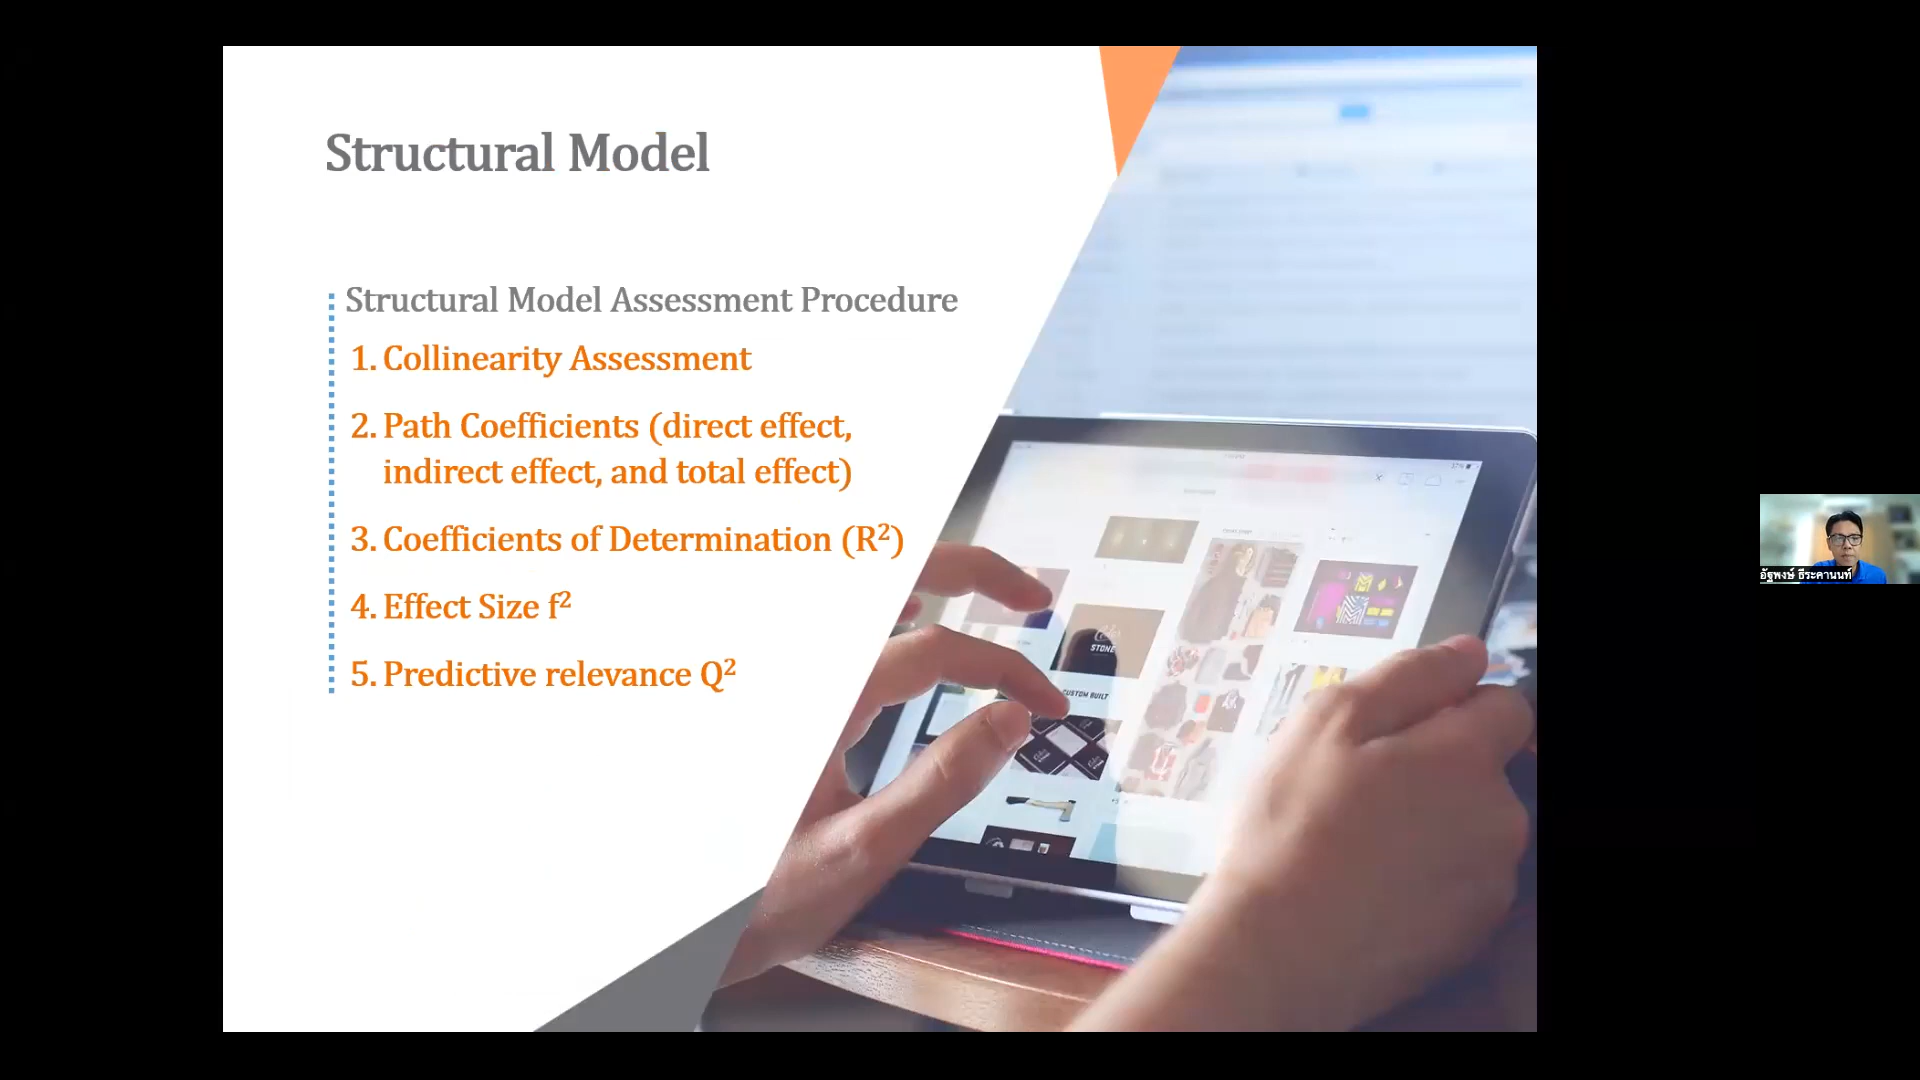 Structural Model
Structural Model Assessment Procedure
1. Collinearity Assessment
2. Path Coefficients (direct effect,
indirect effect, and total effect)
3. Coefficients of Determination (R²)
4. Effect Size f²
5. Predictive relevance Q²
STONE
CUSTOM BUILT
อัฐพงษ์ ธีระคานนท์